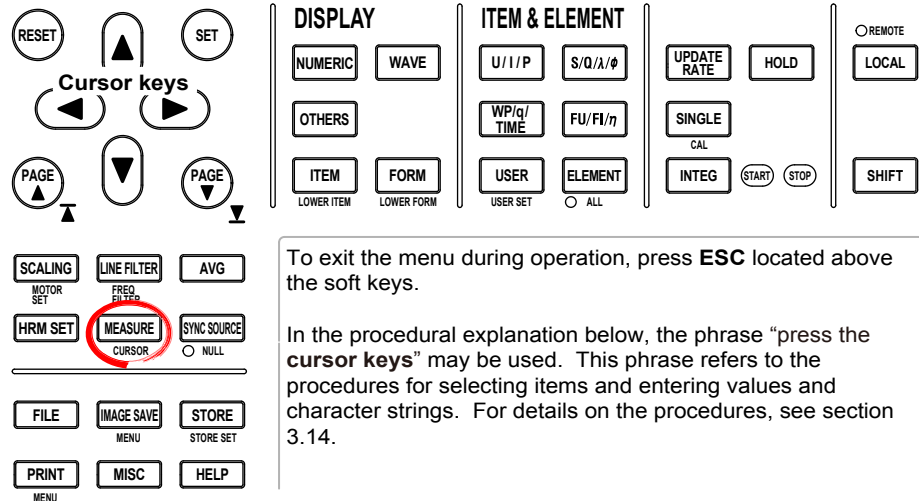 RESET
SET
Cursor keys
PAGE
PAGE
DISPLAY
NUMERIC WAVE
OTHERS
ITEM FORM
LOWER ITEM LOWER FORM
ITEM & ELEMENT
U / I / P S/Q/λ/ϕ
WP/q/
TIME FU/FI/η
USER ELEMENT
USER SET ALL
UPDATE
RATE HOLD
SINGLE
CAL
INTEG START STOP
REMOTE
LOCAL
SHIFT
SCALING LINE FILTER AVG
MOTOR
SET
FREQ
FILTER
HRM SET MEASURE SYNC SOURCE
CURSOR NULL
FILE IMAGE SAVE STORE
MENU STORE SET
PRINT MISC HELP
MENU
To exit the menu during operation, press ESC located above
the soft keys.
In the procedural explanation below, the phrase “press the
cursor keys” may be used. This phrase refers to the
procedures for selecting items and entering values and
character strings. For details on the procedures, see section
3.14.